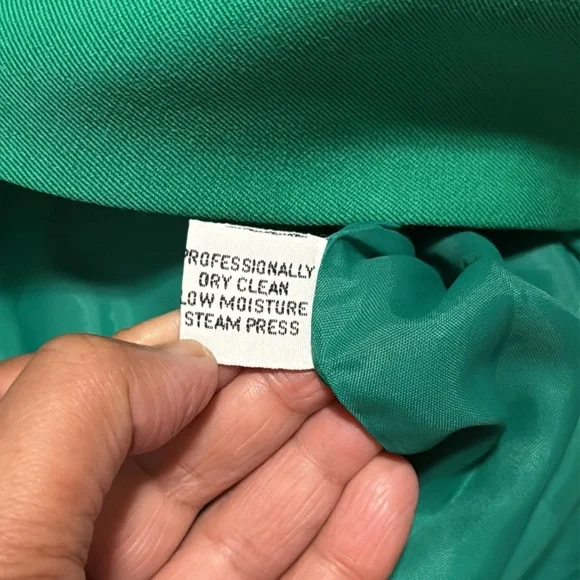 PROFESSIONALLY
DRY CLEAN
LOW MOISTURE
STEAM PRESS